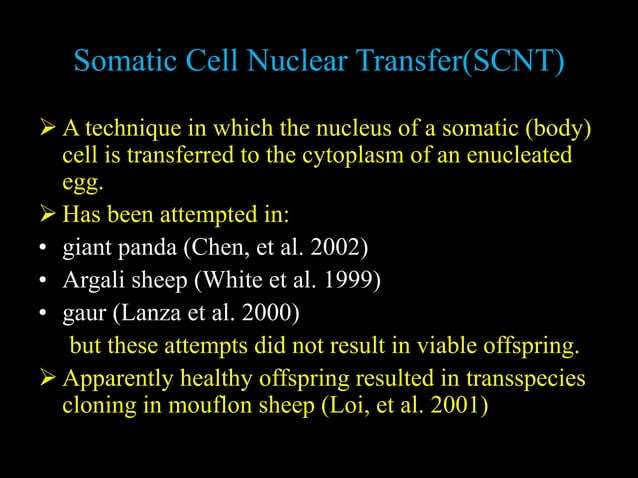 Somatic Cell Nuclear Transfer(SCNT)
➢ A technique in which the nucleus of a somatic (body)
cell is transferred to the cytoplasm of an enucleated
egg.
➢ Has been attempted in:
• giant panda (Chen, et al. 2002)
• Argali sheep (White et al. 1999)
• gaur (Lanza et al. 2000)
but these attempts did not result in viable offspring.
➢ Apparently healthy offspring resulted in transspecies
cloning in mouflon sheep (Loi, et al. 2001)